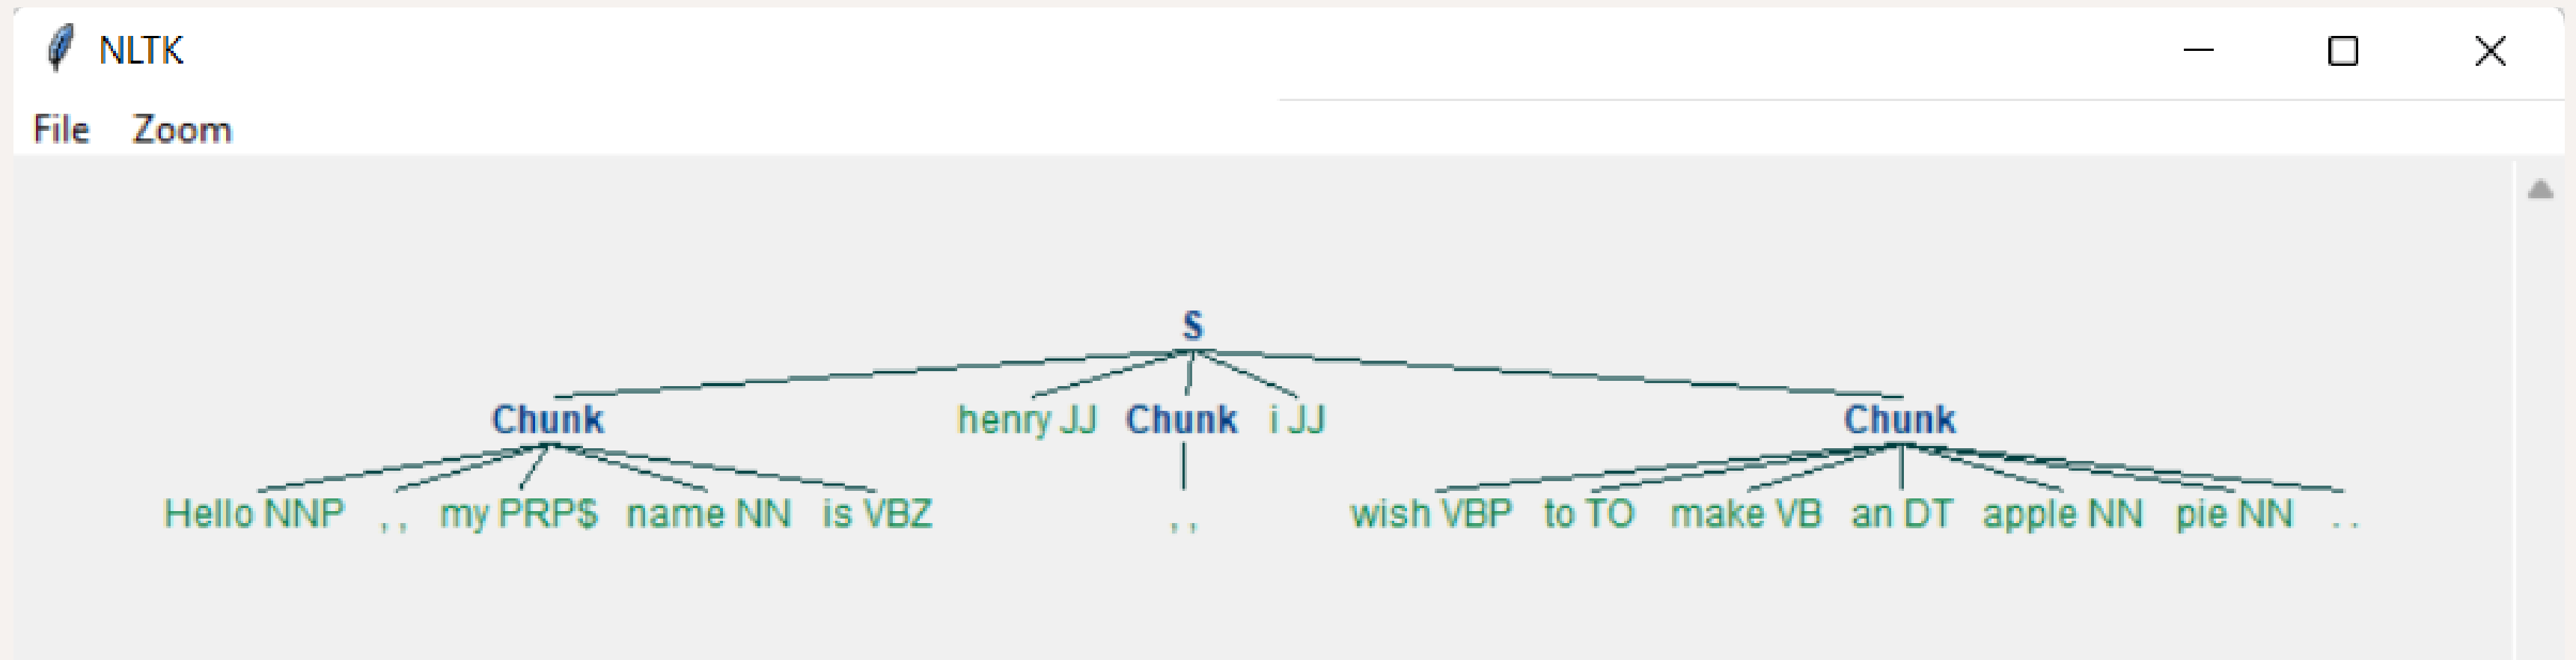 NLTK
File Zoom
S
Chunk henry JJ Chunk i JJ Chunk
Hello NNP , , my PRP$ name NN is VBZ , , wish VBP to TO make VB an DT apple NN pie NN . .